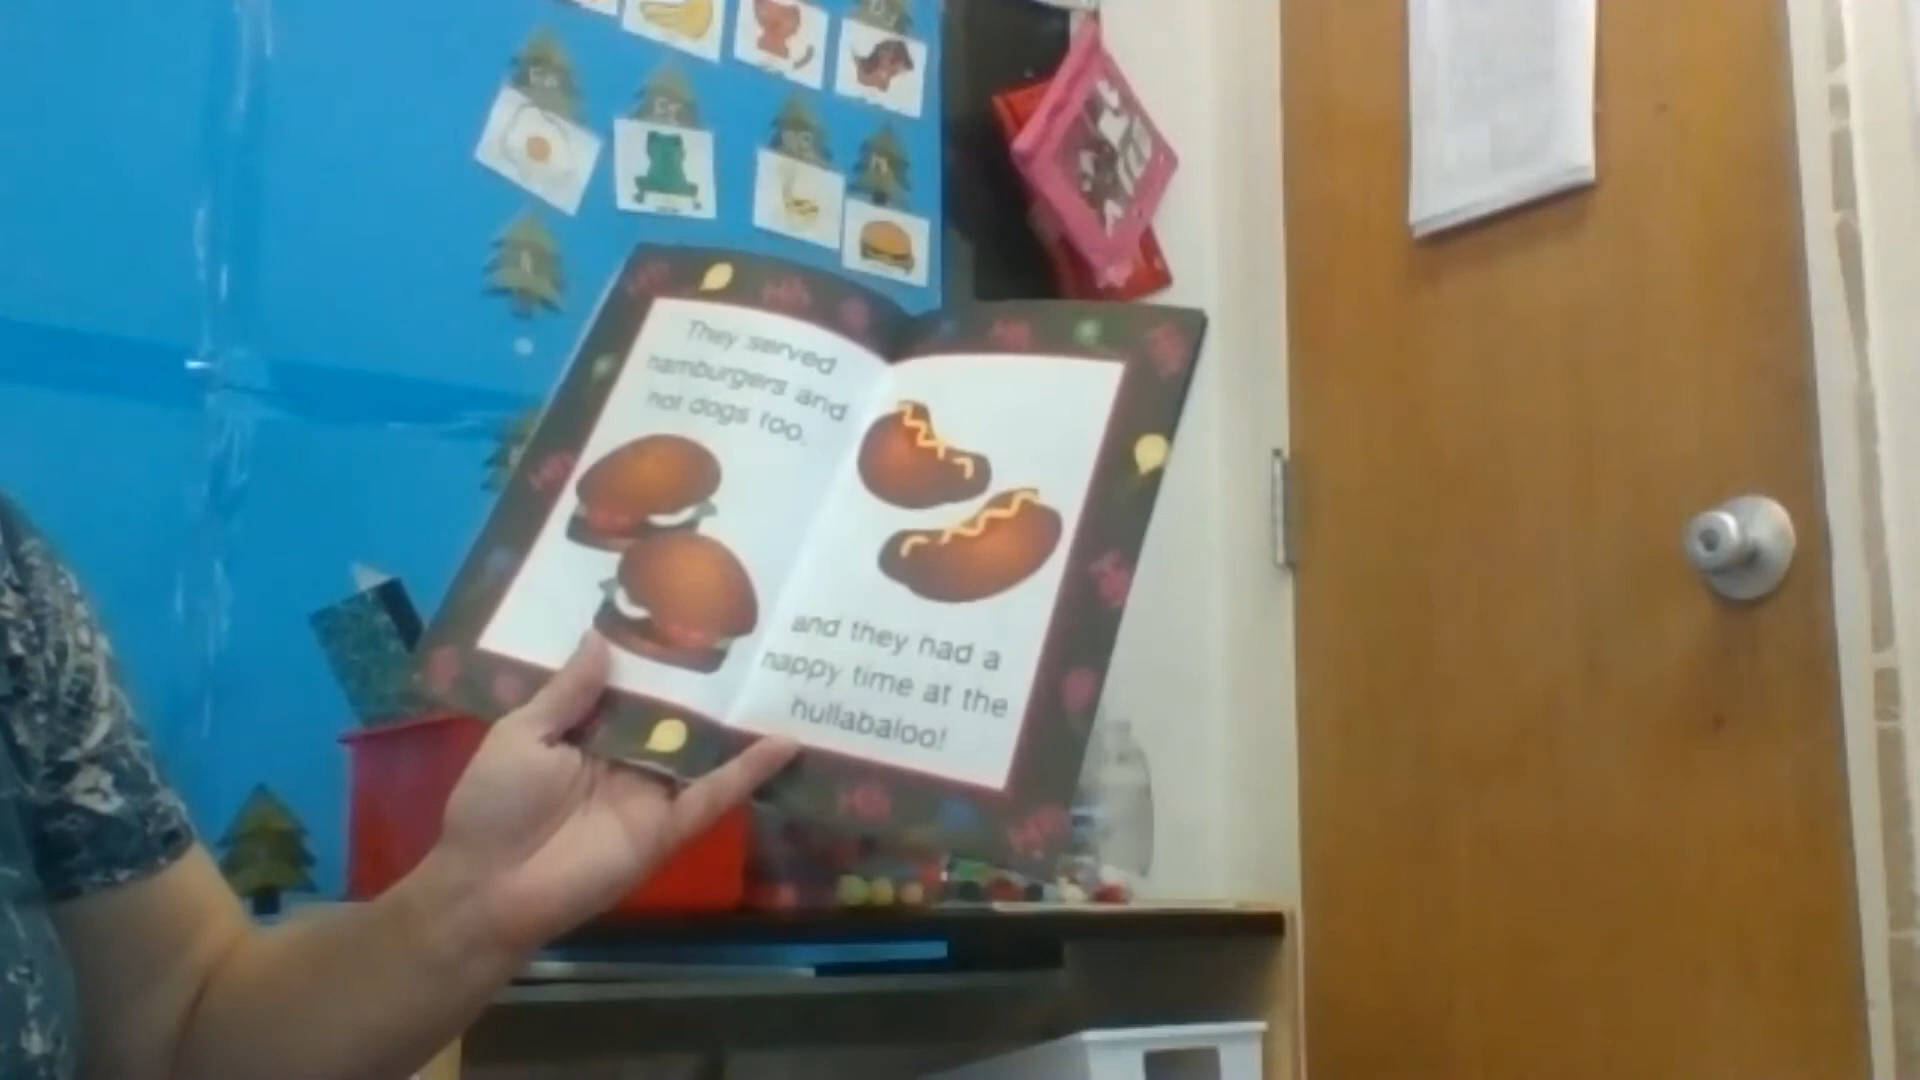 They served
hamburgers and
hot dogs too.
and they had a
happy time at the
hullabaloo!